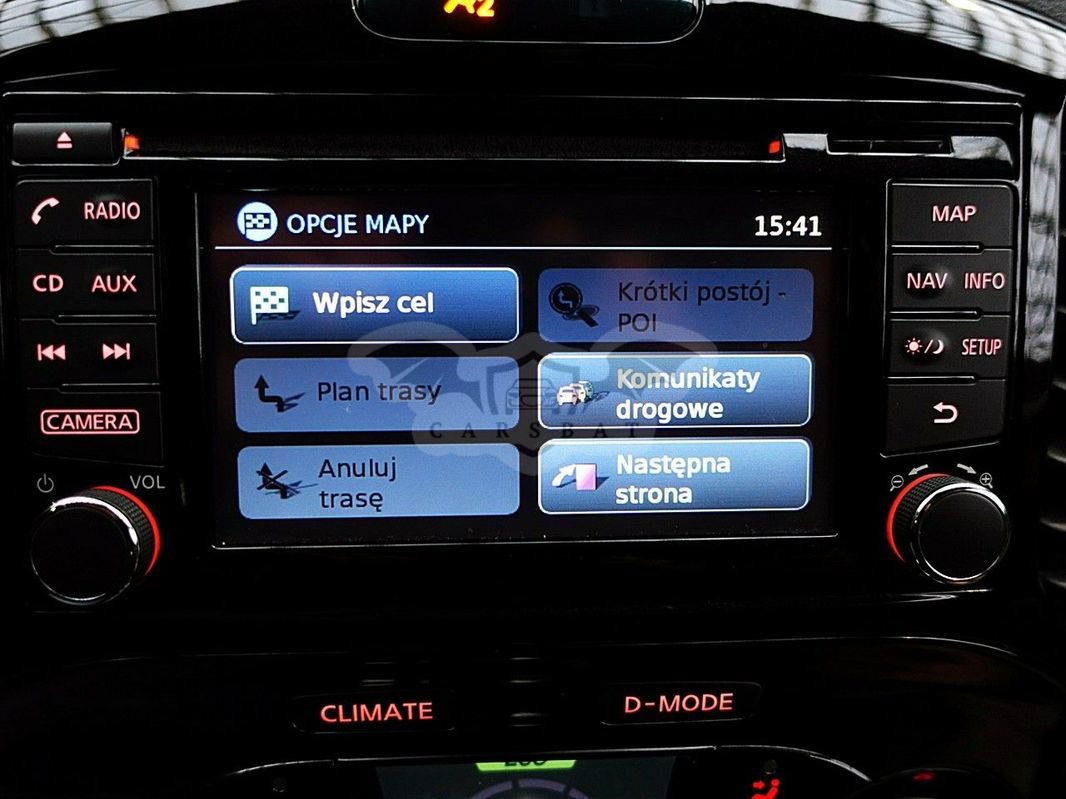 OPCJE MAPY
15:41
RADIO
MAP
CD
AUX
NAV
INFO
Wpisz cel
Krótki postój -
POI
SETUP
Plan trasy
Komunikaty
drogowe
CAMERA
CARSBAT
Anuluj
trasę
Następna
strona
VOL
CLIMATE
D-MODE